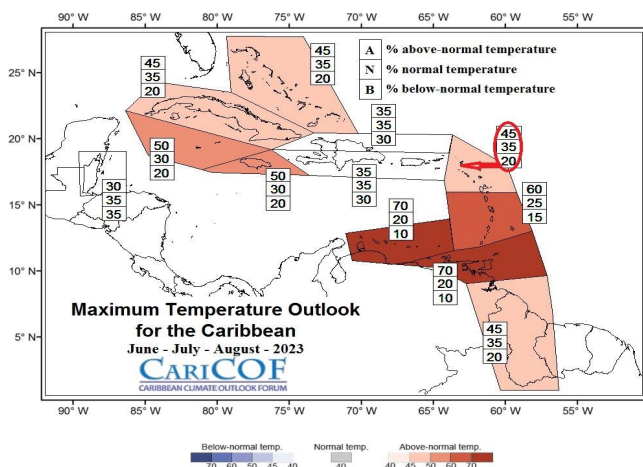 25° N
20° N
15° N
10° N
5° N
45
35
20
45
35
20
A % above-normal temperature
N % normal temperature
B % below-normal temperature
35
35
30
45
35
20
50
30
20
50
30
20
35
35
30
30
35
35
60
25
15
70
20
10
70
20
10
45
35
20
Maximum Temperature Outlook
for the Caribbean
June - July - August - 2023
CARICOF
CARIBBEAN CLIMATE OUTLOOK FORUM
90° W 85° W 80° W 75° W 70° W 65° W 60° W 55° W
Below-normal temp. Normal temp. Above-normal temp.
70 60 50 45 40 40 40 45 50 60 70